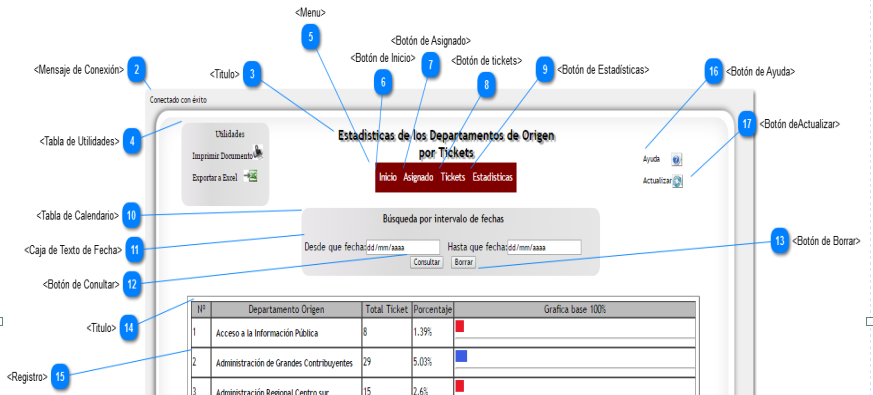 <Menu>
5
<Botón de Asignado>
<Botón de Inicio>
7
<Botón de tickets>
<Mensaje de Conexión> 2
<Titulo> 3
6
8
9 <Botón de Estadísticas>
16 <Botón de Ayuda>
Conectado con éxito
17 <Botón deActualizar>
<Tabla de Utilidades> 4
Utilidades
Imprimir Documento
Exportar a Excel
Estadisticas de los Departamentos de Origen
por Tickets
Inicio Asignado Tickets Estadísticas
Ayuda
Actualizar
<Tabla de Calendario> 10
Búsqueda por intervalo de fechas
<Caja de Texto de Fecha> 11
Desde que fecha: dd/mm/aaaa Hasta que fecha: dd/mm/aaaa
13 <Botón de Borrar>
Consultar Borrar
<Botón de Conultar> 12
<Titulo> 14
Nº Departamento Origen Total Ticket Porcentaje Grafica base 100%
1 Acceso a la Información Pública 8 1.39%
2 Administración de Grandes Contribuyentes 29 5.03%
<Registro> 15
3 Administración Regional Centro sur 15 2.6%